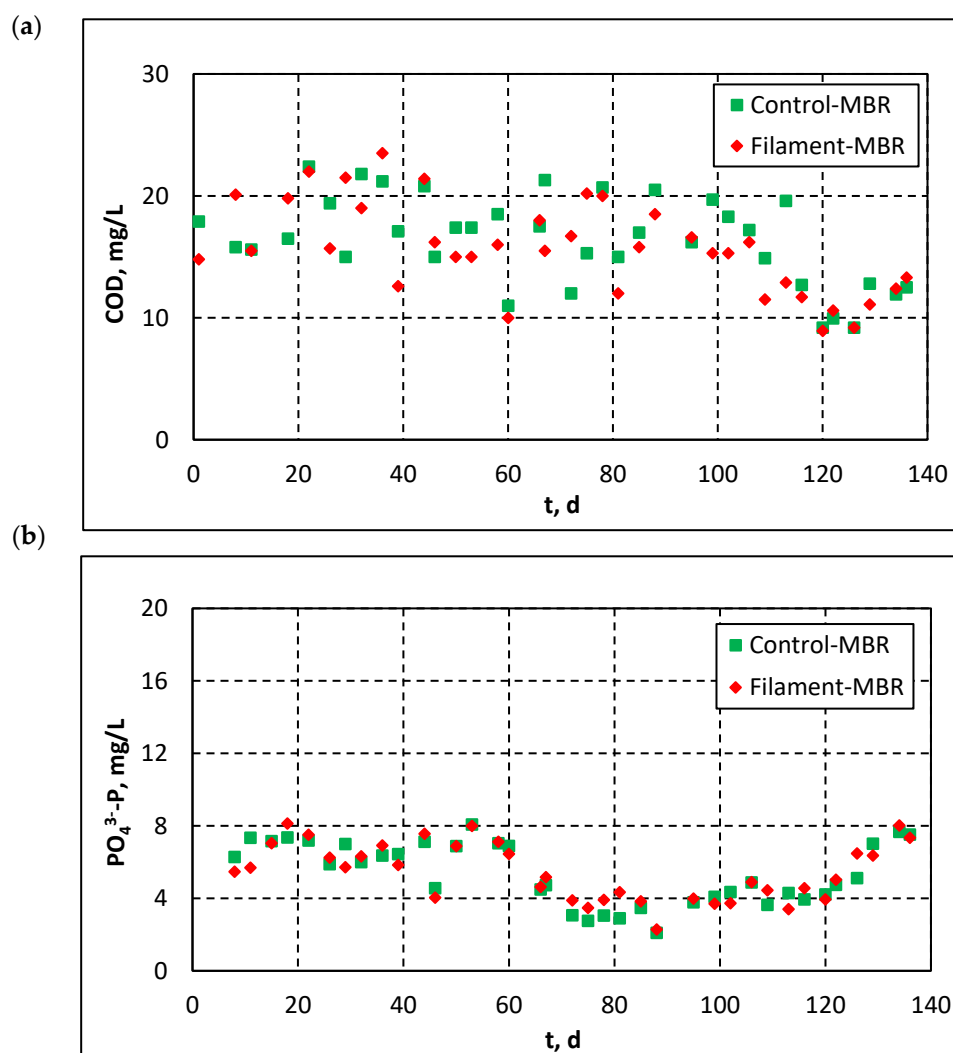 (a)
30
20
10
0
COD, mg/L
Control-MBR
Filament-MBR
0 20 40 60 80 100 120 140
t, d
(b)
20
16
12
8
4
0
PO₄³⁻-P, mg/L
Control-MBR
Filament-MBR
0 20 40 60 80 100 120 140
t, d